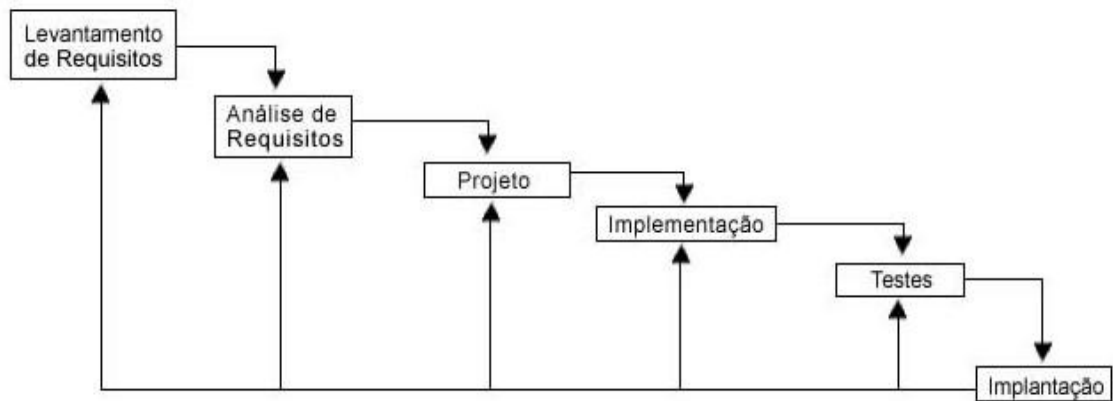 Levantamento
de Requisitos
Análise de
Requisitos
Projeto
Implementação
Testes
Implantação